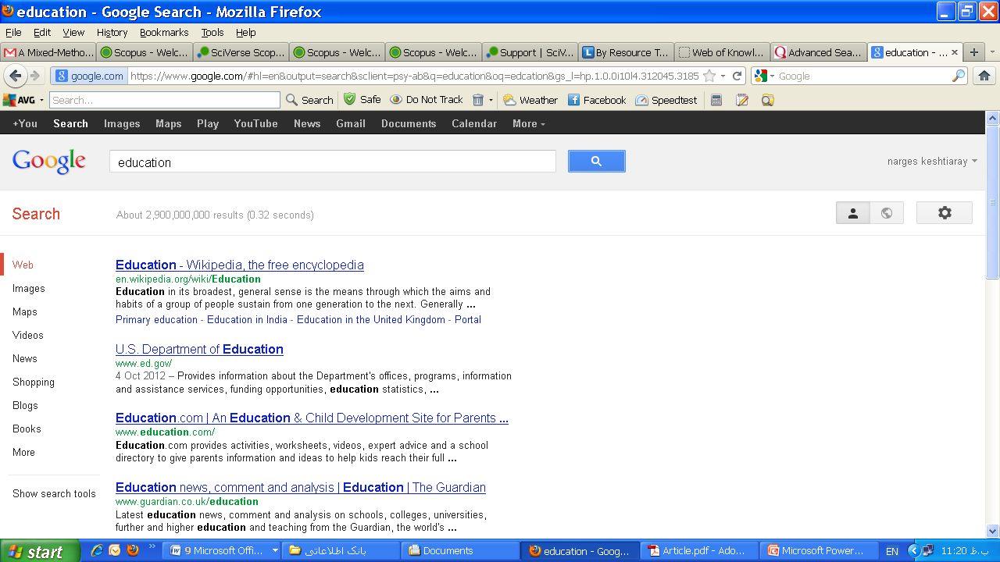 education - Google Search - Mozilla Firefox
File Edit View History Bookmarks Tools Help
A Mixed-Metho... Scopus - Welc... SciVerse Scop... Scopus - Welc... Scopus - Welc... Support | SciV... By Resource T... Web of Knowl... Advanced Sea... education - ...
google.com https://www.google.com/#hl=en&output=search&sclient=psy-ab&q=education&oq=edcation&gs_l=hp.1.0.0i10l4.312045.3185 Google
AVG Search... Search Safe Do Not Track Weather Facebook Speedtest
+You Search Images Maps Play YouTube News Gmail Documents Calendar More
Google education narges keshtiaray
Search About 2,900,000,000 results (0.32 seconds)
Web
Images
Maps
Videos
News
Shopping
Blogs
Books
More
Show search tools
Education - Wikipedia, the free encyclopedia
en.wikipedia.org/wiki/Education
Education in its broadest, general sense is the means through which the aims and
habits of a group of people sustain from one generation to the next. Generally ...
Primary education - Education in India - Education in the United Kingdom - Portal
U.S. Department of Education
www.ed.gov/
4 Oct 2012 – Provides information about the Department's offices, programs, information
and assistance services, funding opportunities, education statistics, ...
Education.com | An Education & Child Development Site for Parents ...
www.education.com/
Education.com provides activities, worksheets, videos, expert advice and a school
directory to give parents information and ideas to help kids reach their full ...
Education news, comment and analysis | Education | The Guardian
www.guardian.co.uk/education
Latest education news, comment and analysis on schools, colleges, universities,
further and higher education and teaching from the Guardian, the world's ...
start 9 Microsoft Offi... بانک اطلاعاتی Documents education - Goog... Article.pdf - Ado... Microsoft Power... EN 11:20 ب.ظ